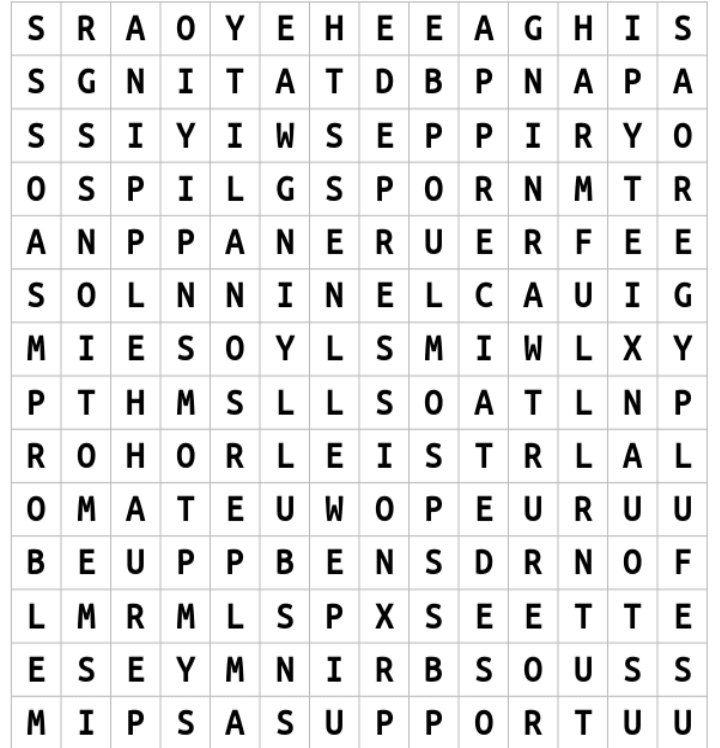 S R A O Y E H E E A G H I S
S G N I T A T D B P N A P A
S S I Y I W S E P P I R Y O
O S P I L G S P O R N M T R
A N P P A N E R U E R F E E
S O L N N I N E L C A U I G
M I E S O Y L S M I W L X Y
P T H M S L L S O A T L N P
R O H O R L E I S T R L A L
O M A T E U W O P E U R U U
B E U P P B E N S D R N O F
L M R M L S P X S E E T T E
E S E Y M N I R B S O U S S
M I P S A S U P P O R T U U